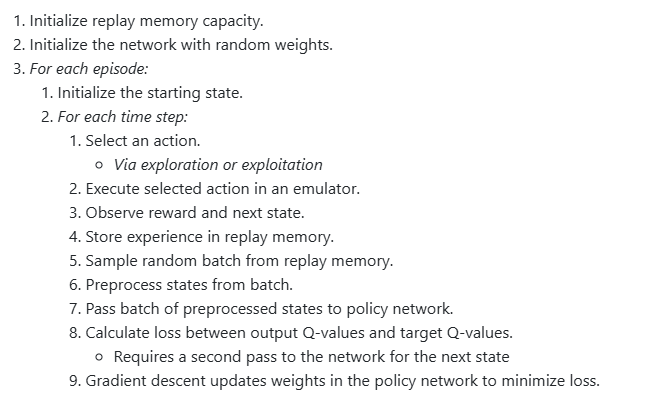 1. Initialize replay memory capacity.
2. Initialize the network with random weights.
3. For each episode:
1. Initialize the starting state.
2. For each time step:
1. Select an action.
○ Via exploration or exploitation
2. Execute selected action in an emulator.
3. Observe reward and next state.
4. Store experience in replay memory.
5. Sample random batch from replay memory.
6. Preprocess states from batch.
7. Pass batch of preprocessed states to policy network.
8. Calculate loss between output Q-values and target Q-values.
○ Requires a second pass to the network for the next state
9. Gradient descent updates weights in the policy network to minimize loss.